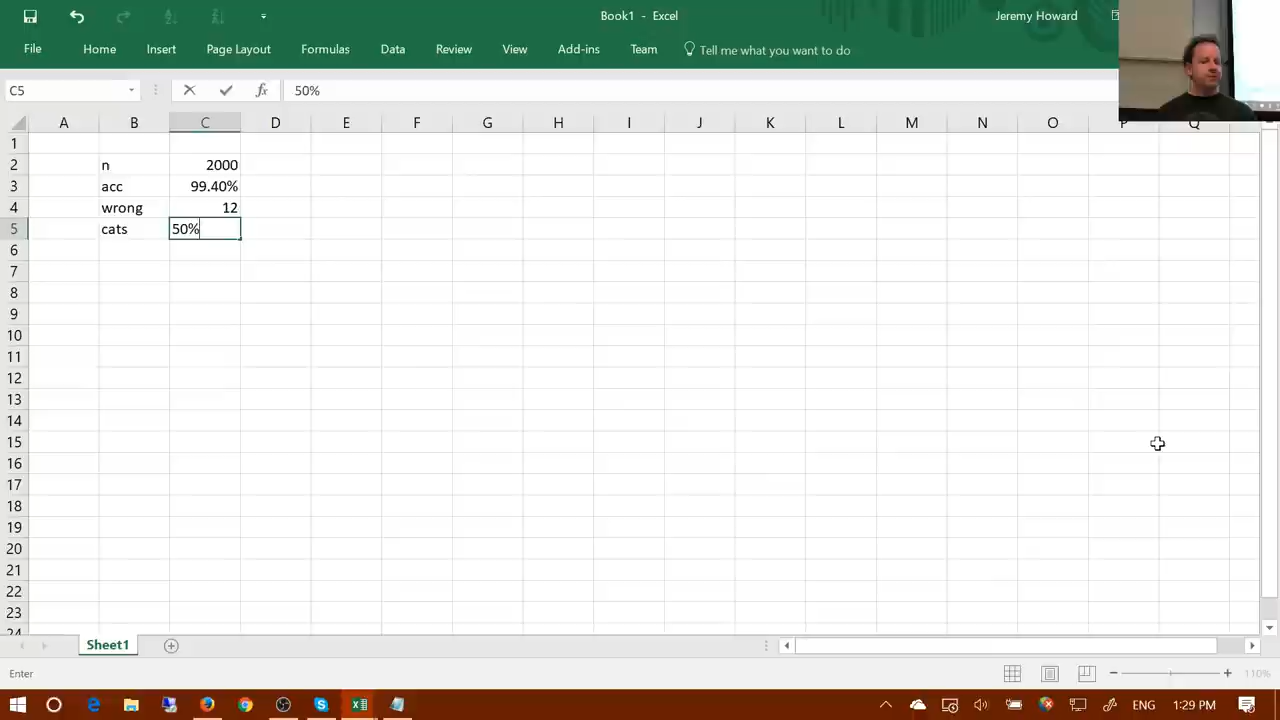 Book1 - Excel
Jeremy Howard
File Home Insert Page Layout Formulas Data Review View Add-ins Team Tell me what you want to do
C5 fx 50%
A B C D E F G H I J K L M N O P Q
1
2 n 2000
3 acc 99.40%
4 wrong 12
5 cats 50%
6
7
8
9
10
11
12
13
14
15
16
17
18
19
20
21
22
23
24
Sheet1
Enter 110%
ENG 1:29 PM